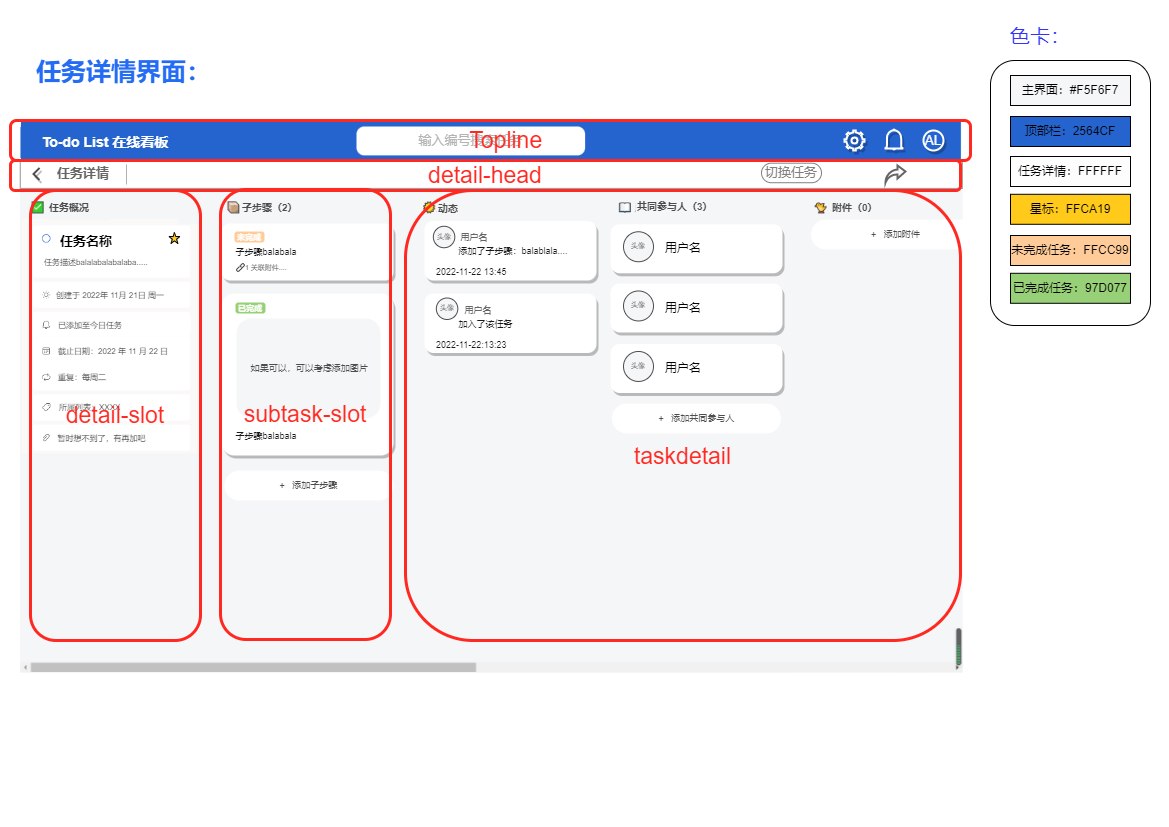 色卡：
任务详情界面：
主界面：#F5F6F7
顶部栏：2564CF
任务详情：FFFFFF
星标：FFCA19
未完成任务：FFCC99
已完成任务：97D077
To-do List 在线看板
输入编号搜索任务
Topline
AL
任务详情
detail-head
切换任务
任务概况
任务名称
任务描述balalabalabalaba.....
创建于 2022年 11月 21日 周一
已添加至今日任务
截止日期：2022 年 11 月 22 日
重复：每周二
所属列表：XXXX
detail-slot
暂时想不到了，有再加吧
子步骤（2）
未完成
子步骤balabala
1 关联附件....
已完成
如果可以，可以考虑添加图片
subtask-slot
子步骤balabala
+ 添加子步骤
动态
头像
用户名
添加了子步骤：balablala....
2022-11-22 13:45
头像
用户名
加入了该任务
2022-11-22:13:23
共同参与人（3）
头像
用户名
头像
用户名
头像
用户名
+ 添加共同参与人
taskdetail
附件（0）
+ 添加附件